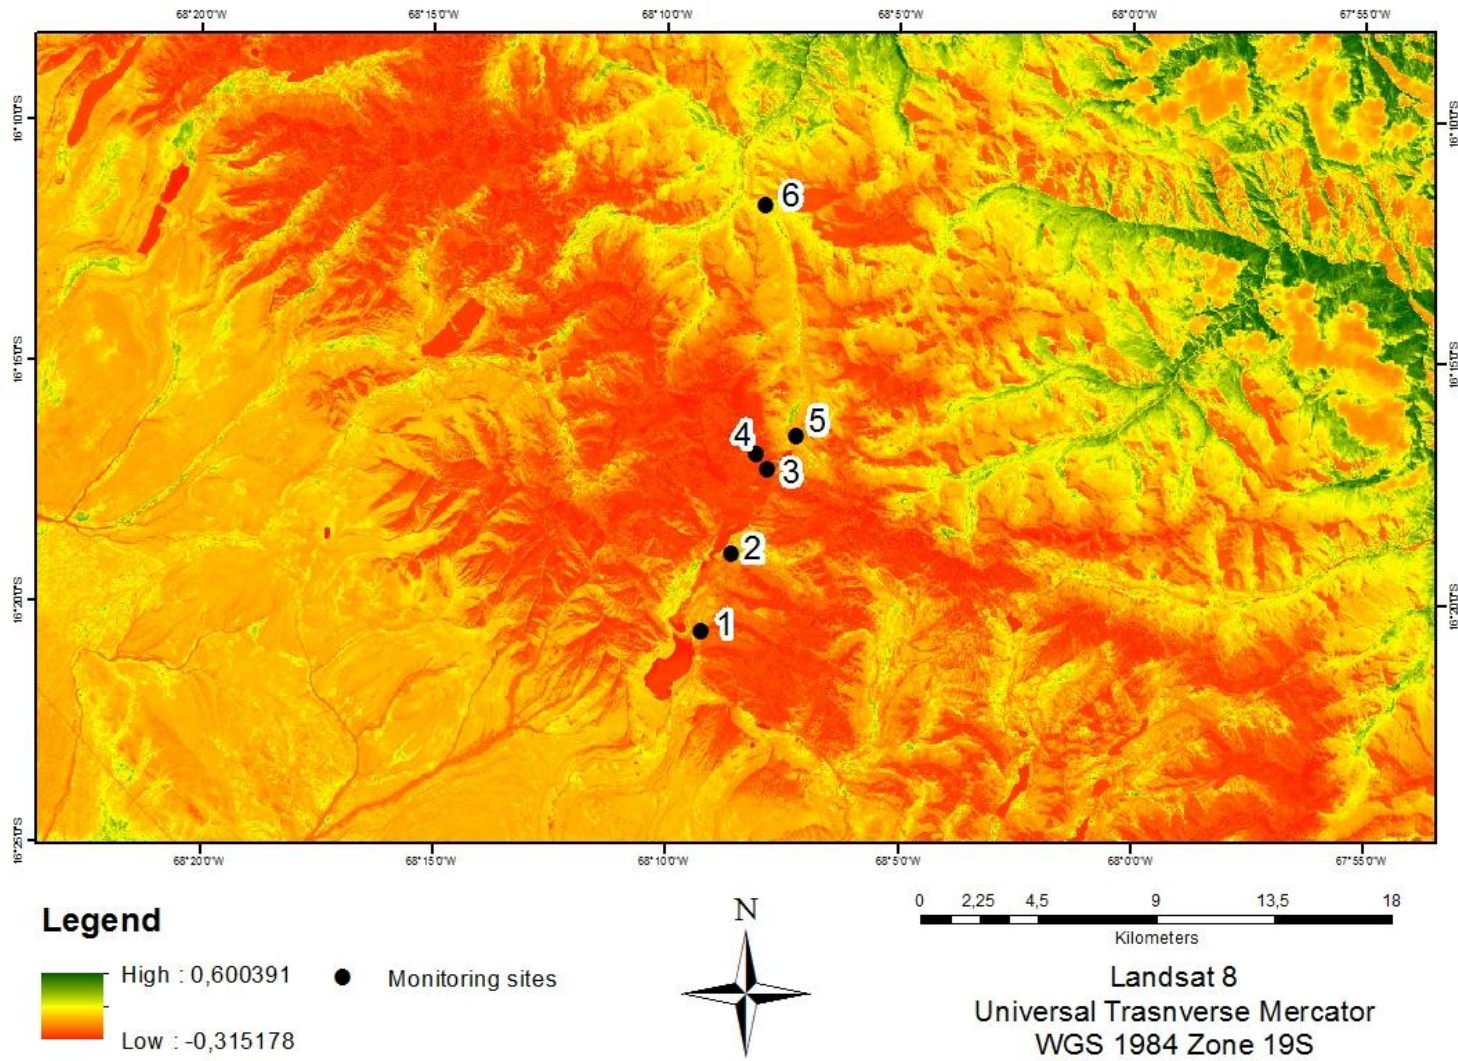 68°20'0"W 68°15'0"W 68°10'0"W 68°5'0"W 68°0'0"W 67°55'0"W
16°10'0"S 16°10'0"S
6
16°15'0"S 16°15'0"S
5
4
3
2
16°20'0"S 16°20'0"S
1
16°25'0"S
68°20'0"W 68°15'0"W 68°10'0"W 68°5'0"W 68°0'0"W 67°55'0"W
Legend
High : 0,600391
Low : -0,315178
Monitoring sites
N
0 2,25 4,5 9 13,5 18
Kilometers
Landsat 8
Universal Trasnverse Mercator
WGS 1984 Zone 19S